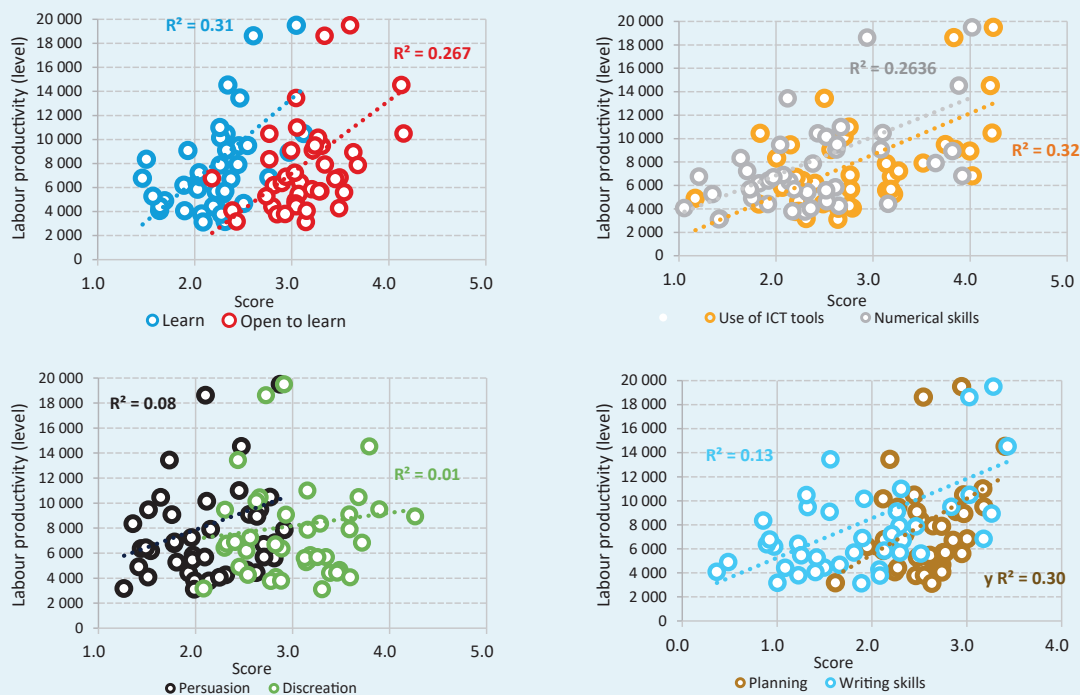 20 000
18 000
16 000
14 000
12 000
10 000
8 000
6 000
4 000
2 000
0
Labour productivity (level)
R² = 0.31
R² = 0.267
1.0 2.0 3.0 4.0 5.0
Score
Learn Open to learn
20 000
18 000
16 000
14 000
12 000
10 000
8 000
6 000
4 000
2 000
0
Labour productivity (level)
R² = 0.2636
R² = 0.32
1.0 2.0 3.0 4.0 5.0
Score
Use of ICT tools Numerical skills
20 000
18 000
16 000
14 000
12 000
10 000
8 000
6 000
4 000
2 000
0
Labour productivity (level)
R² = 0.08
R² = 0.01
1.0 2.0 3.0 4.0 5.0
Score
Persuasion Discreation
20 000
18 000
16 000
14 000
12 000
10 000
8 000
6 000
4 000
2 000
0
Labour productivity (level)
R² = 0.13
y R² = 0.30
0.0 1.0 2.0 3.0 4.0
Score
Planning Writing skills